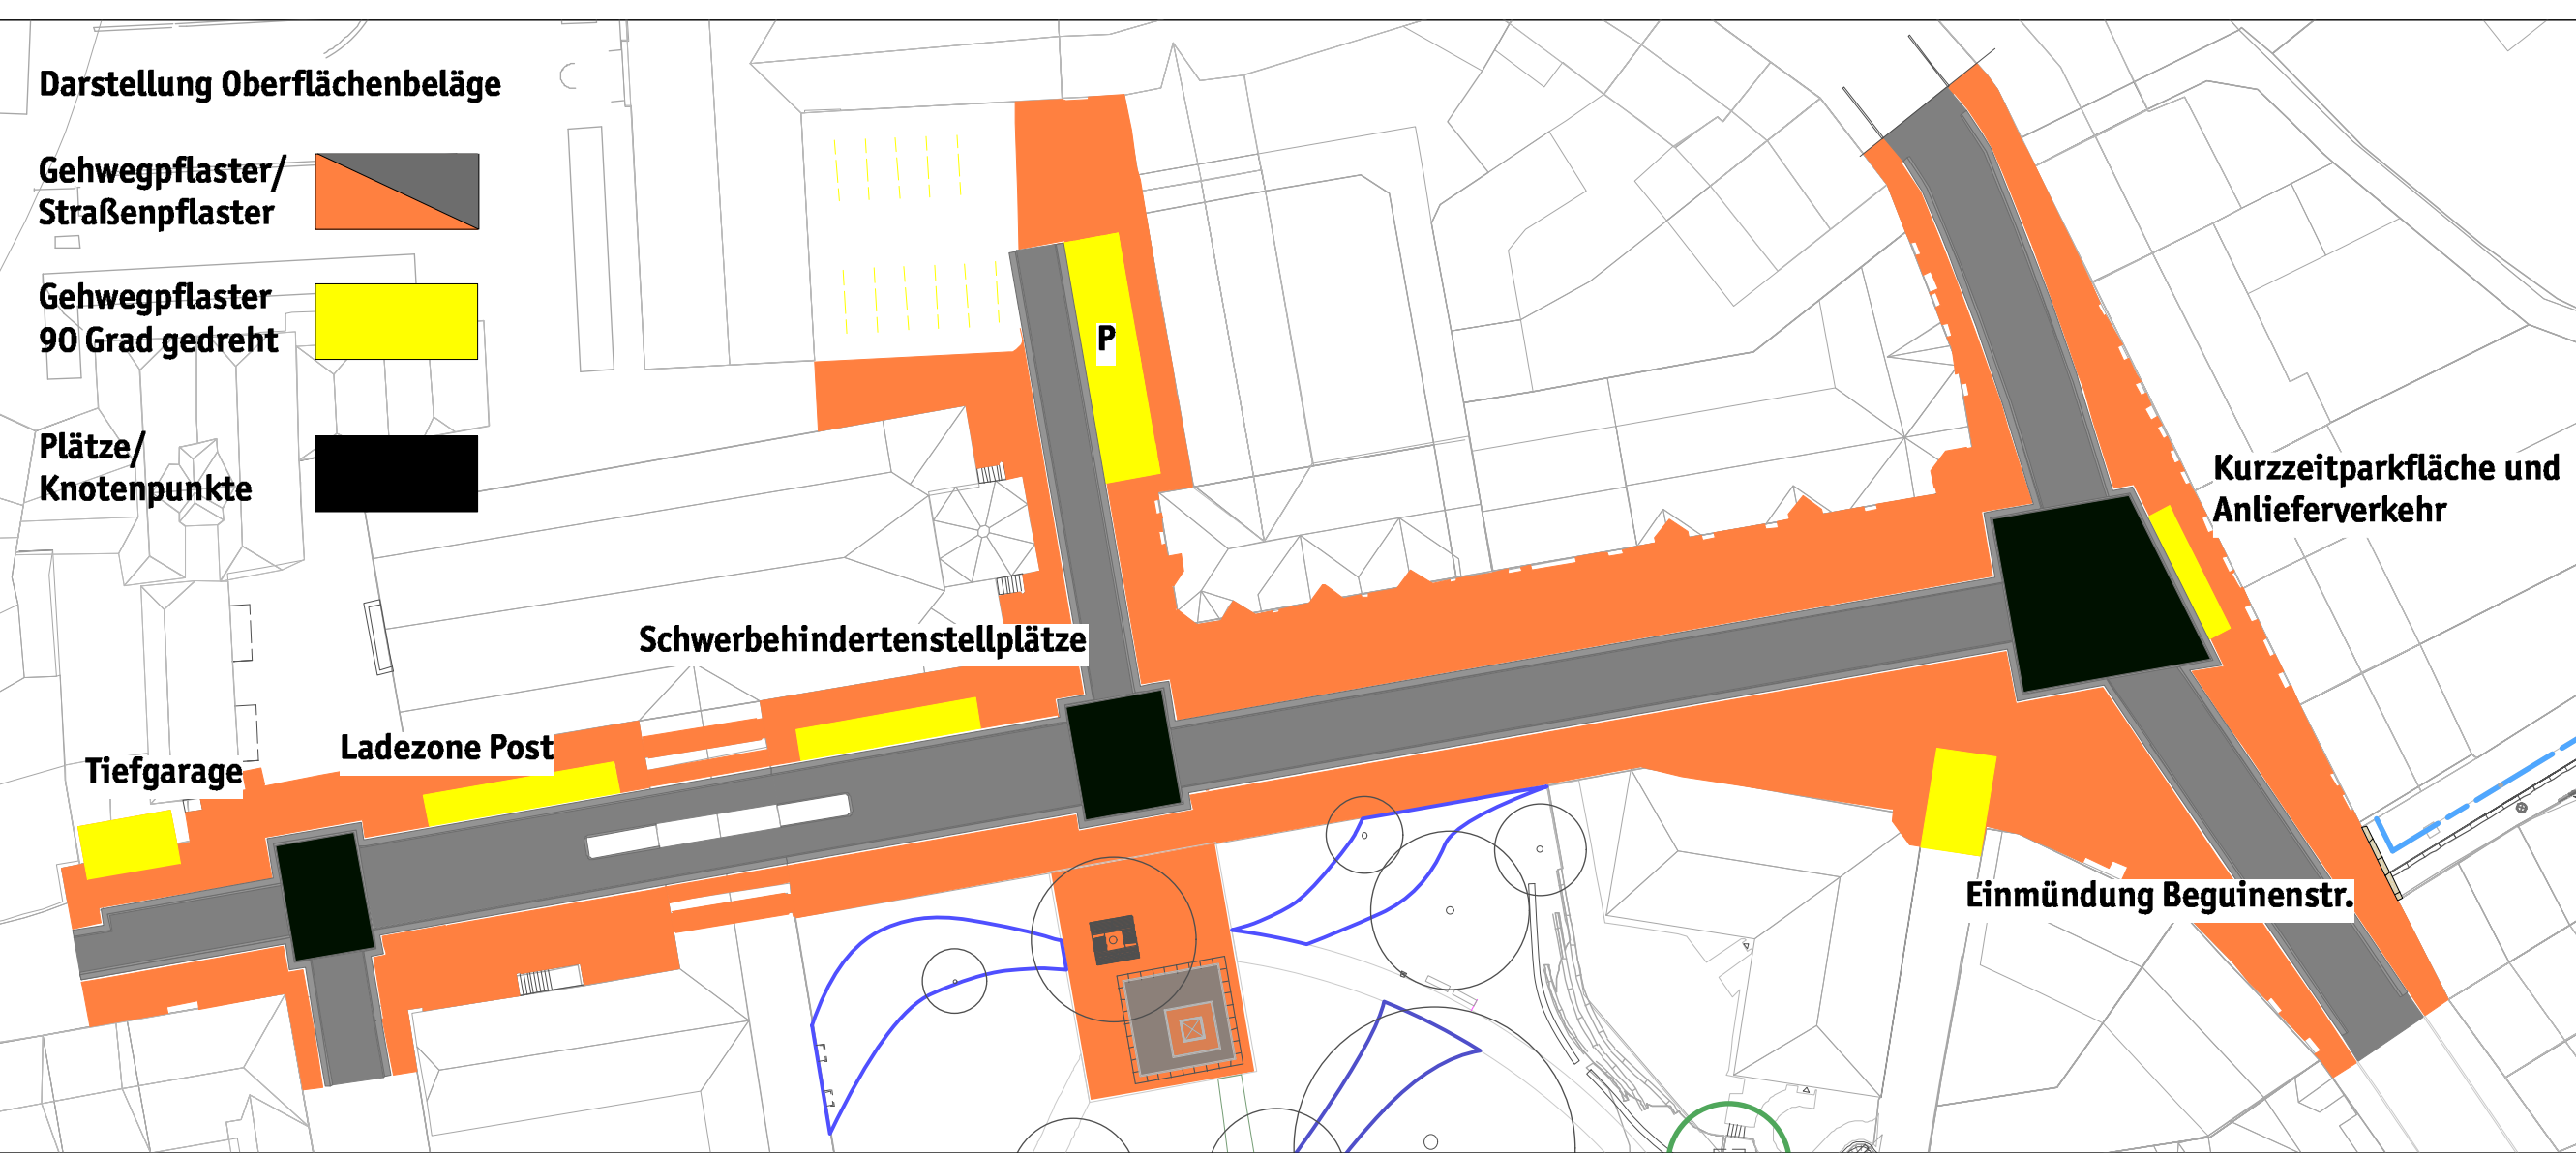 Darstellung Oberflächenbeläge
Gehwegpflaster/
Straßenpflaster
Gehwegpflaster
90 Grad gedreht
Plätze/
Knotenpunkte
P
Kurzzeitparkfläche und
Anlieferverkehr
Schwerbehindertenstellplätze
Ladezone Post
Tiefgarage
Einmündung Beguinenstr.